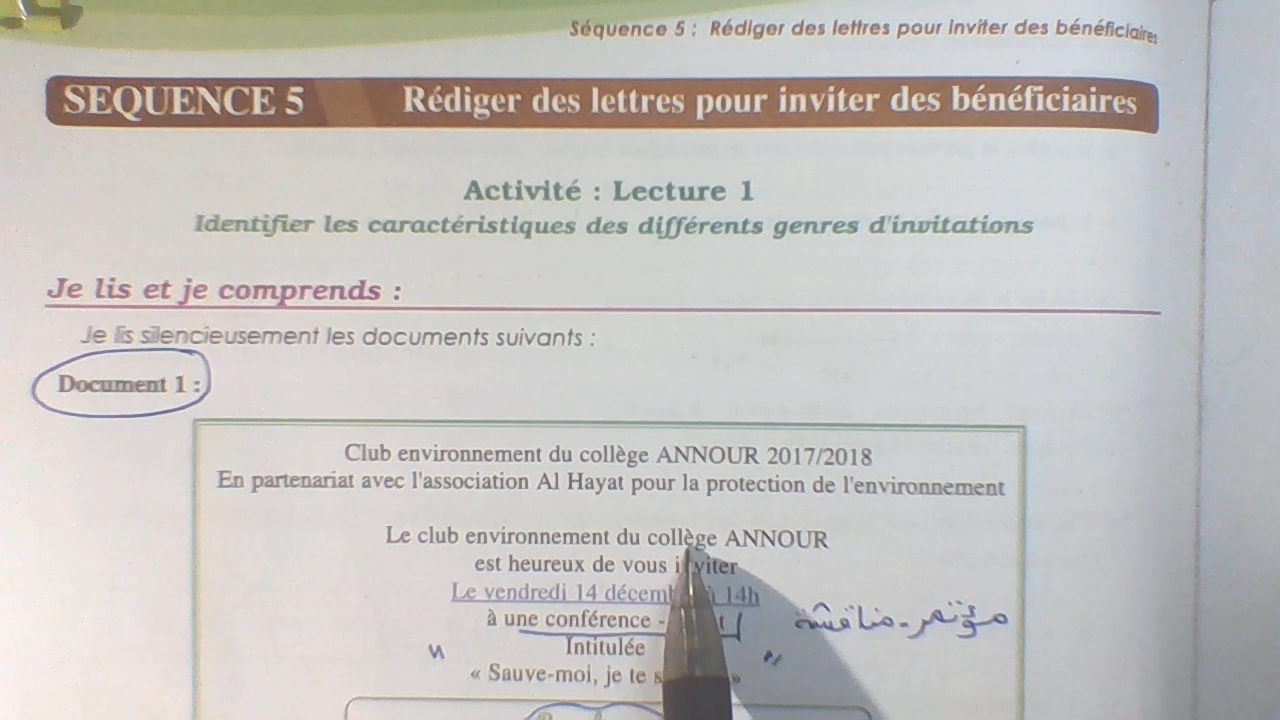 Séquence 5 : Rédiger des lettres pour inviter des bénéficiaires
SEQUENCE 5 Rédiger des lettres pour inviter des bénéficiaires
Activité : Lecture 1
Identifier les caractéristiques des différents genres d'invitations
Je lis et je comprends :
Je lis silencieusement les documents suivants :
Document 1 :
Club environnement du collège ANNOUR 2017/2018
En partenariat avec l'association Al Hayat pour la protection de l'environnement
Le club environnement du collège ANNOUR
est heureux de vous inviter
Le vendredi 14 décemb à 14h
à une conférence - t مؤتمر - مناقشة
Intitulée
« Sauve-moi, je te s »